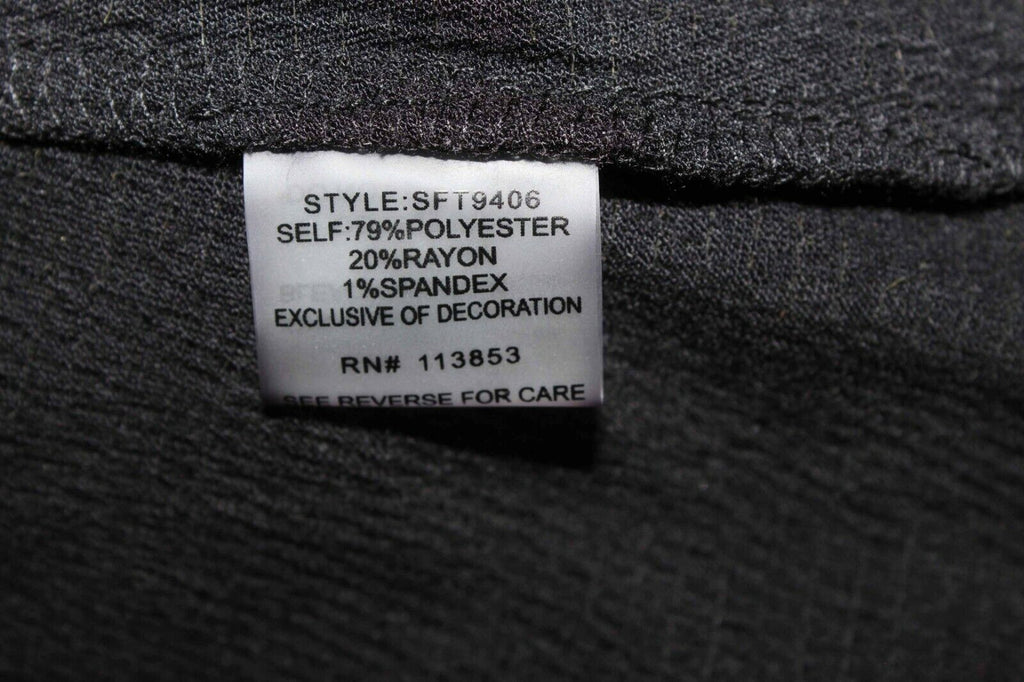 STYLE:SFT9406
SELF:79%POLYESTER
20%RAYON
1%SPANDEX
EXCLUSIVE OF DECORATION
RN# 113853
SEE REVERSE FOR CARE